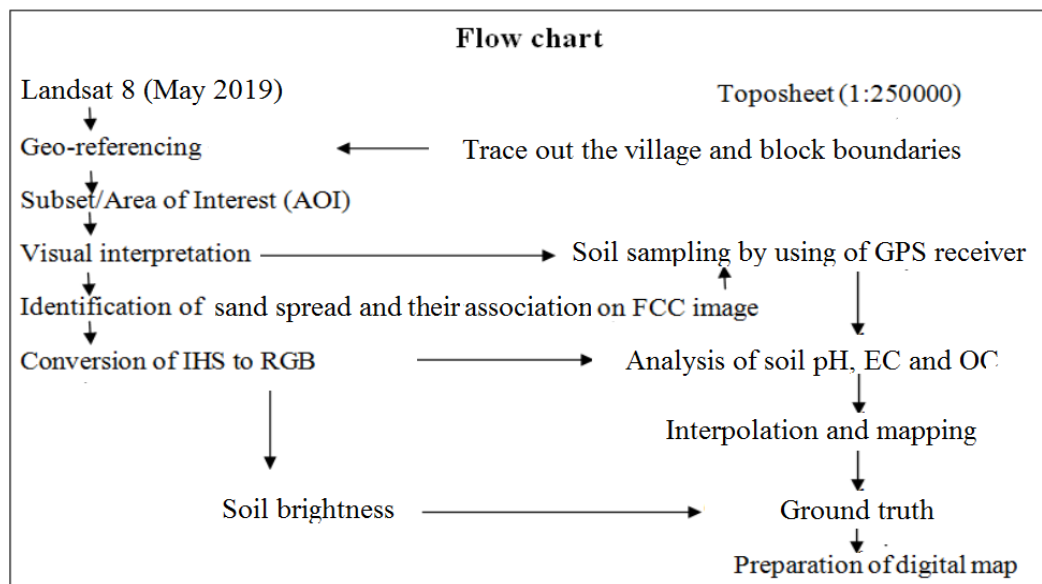 Flow chart
Landsat 8 (May 2019)
Toposheet (1:250000)
Geo-referencing
Trace out the village and block boundaries
Subset/Area of Interest (AOI)
Visual interpretation
Soil sampling by using of GPS receiver
Identification of sand spread and their association on FCC image
Conversion of IHS to RGB
Analysis of soil pH, EC and OC
Interpolation and mapping
Soil brightness
Ground truth
Preparation of digital map